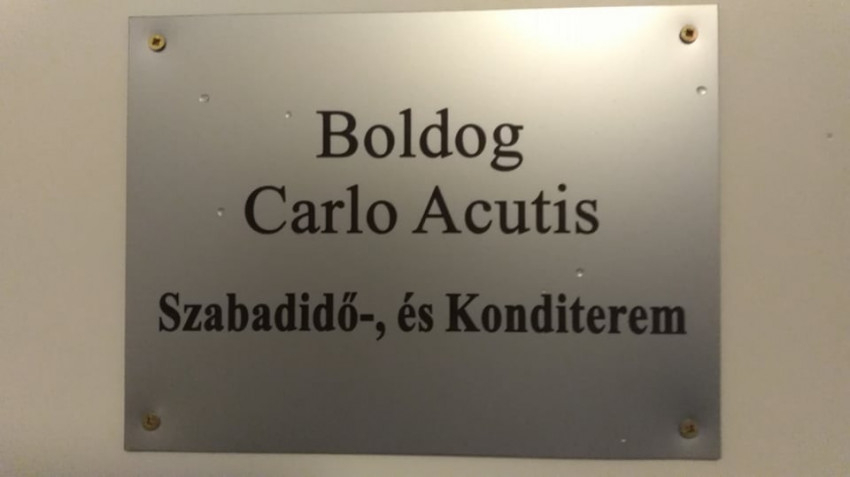 Boldog
Carlo Acutis
Szabadidő-, és Konditerem